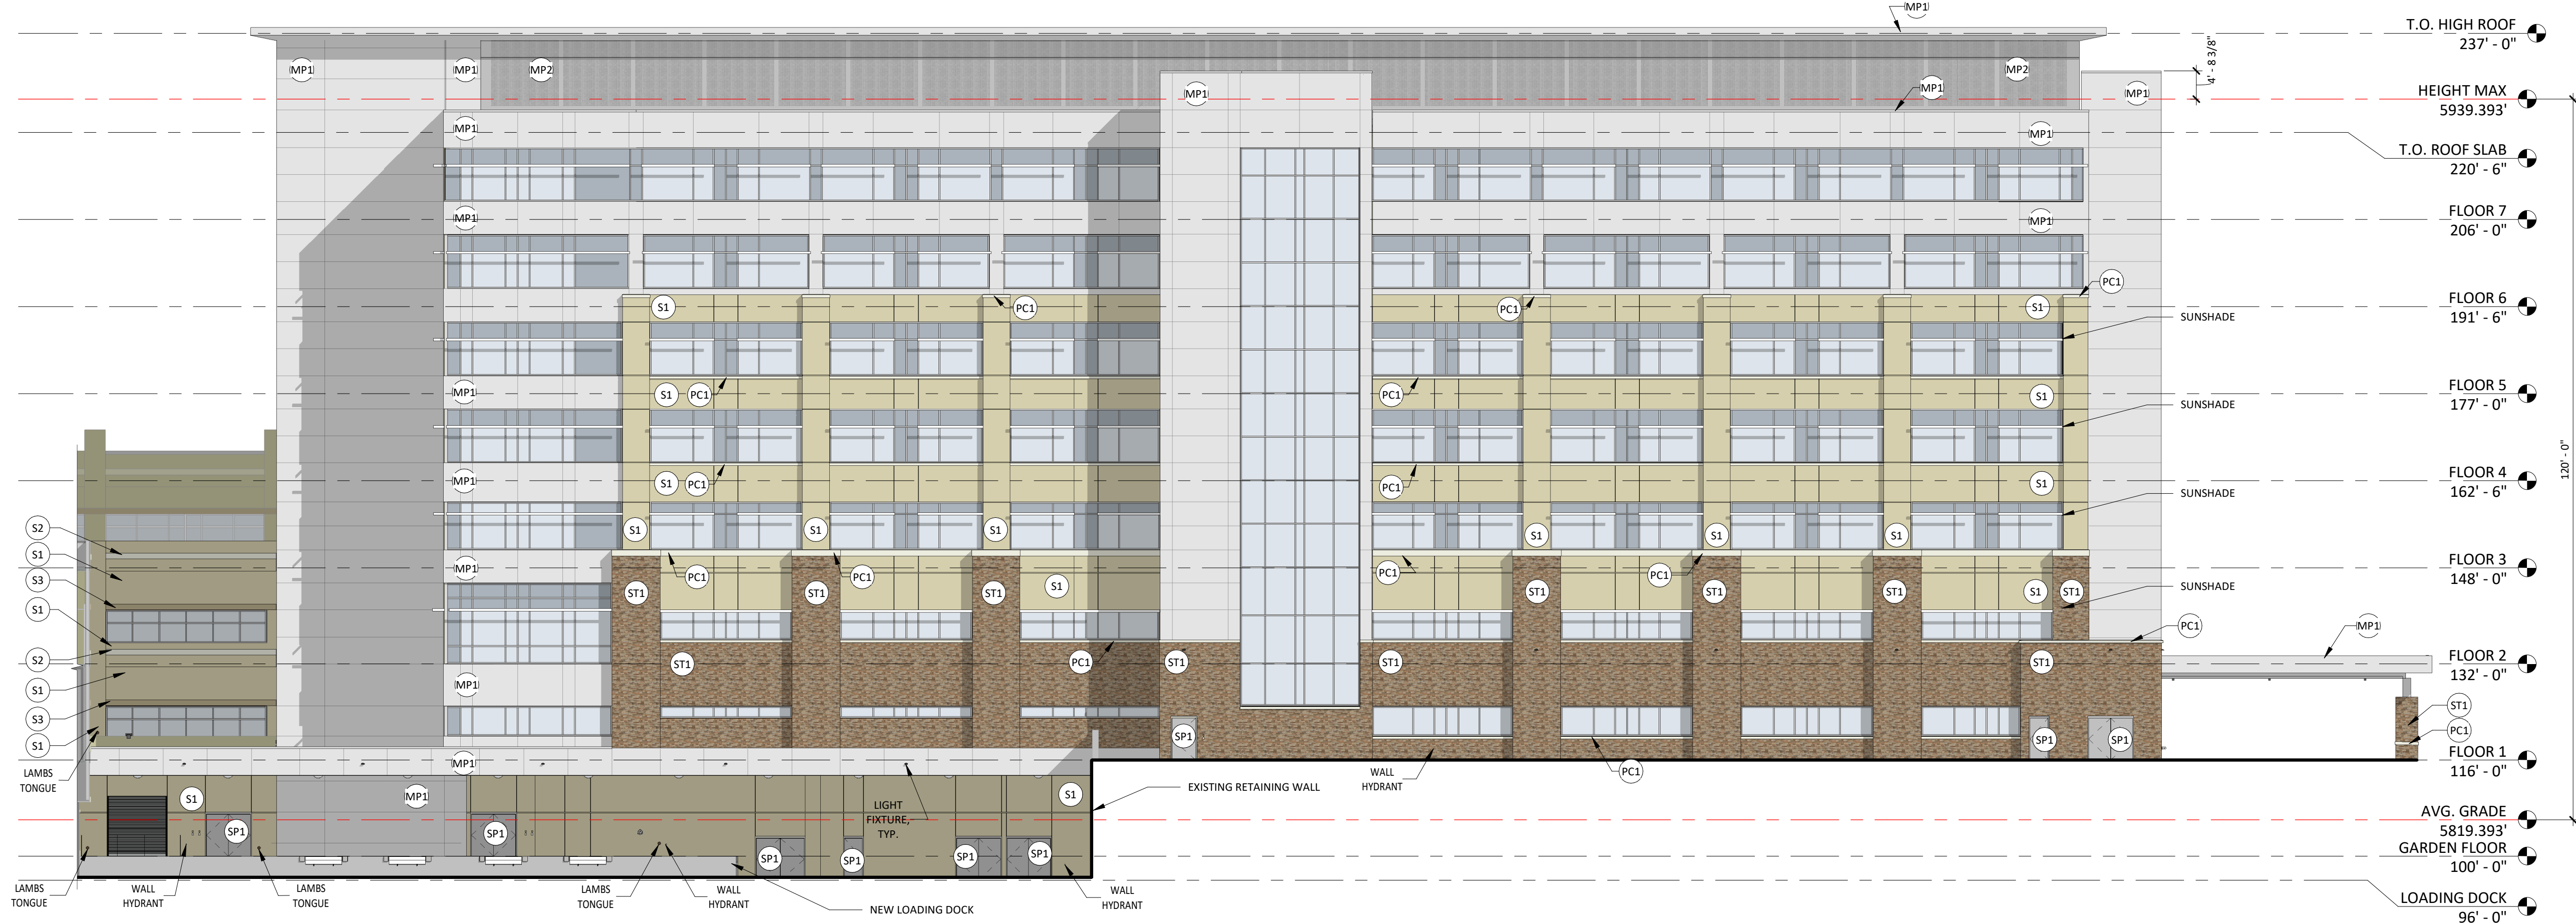 MP1
T.O. HIGH ROOF
237' - 0"
MP1
MP1
MP2
MP2
4' - 8 3/8"
MP1
MP1
MP1
HEIGHT MAX
5939.393'
MP1
MP1
T.O. ROOF SLAB
220' - 6"
MP1
MP1
FLOOR 7
206' - 0"
PC1
S1
PC1
PC1
S1
FLOOR 6
191' - 6"
SUNSHADE
MP1
S1
PC1
PC1
S1
FLOOR 5
177' - 0"
SUNSHADE
MP1
S1
PC1
PC1
S1
FLOOR 4
162' - 6"
120' - 0"
SUNSHADE
S2
S1
S1
S1
S1
S1
S1
S1
MP1
PC1
PC1
PC1
PC1
FLOOR 3
148' - 0"
S3
ST1
ST1
ST1
S1
ST1
ST1
ST1
S1
ST1
SUNSHADE
S1
PC1
MP1
S2
ST1
PC1
ST1
ST1
ST1
FLOOR 2
132' - 0"
S1
MP1
S3
ST1
S1
SP1
SP1
SP1
PC1
LAMBS
TONGUE
MP1
WALL
HYDRANT
PC1
FLOOR 1
116' - 0"
EXISTING RETAINING WALL
S1
MP1
LIGHT
FIXTURE,
TYP.
S1
AVG. GRADE
5819.393'
SP1
SP1
SP1
SP1
SP1
SP1
GARDEN FLOOR
100' - 0"
LAMBS
TONGUE
WALL
HYDRANT
LAMBS
TONGUE
LAMBS
TONGUE
WALL
HYDRANT
WALL
HYDRANT
NEW LOADING DOCK
LOADING DOCK
96' - 0"